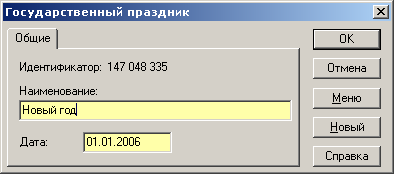 Государственный праздник
Общие
Идентификатор: 147 048 335
Наименование:
Новый год
Дата: 01.01.2006
OK
Отмена
Меню
Новый
Справка